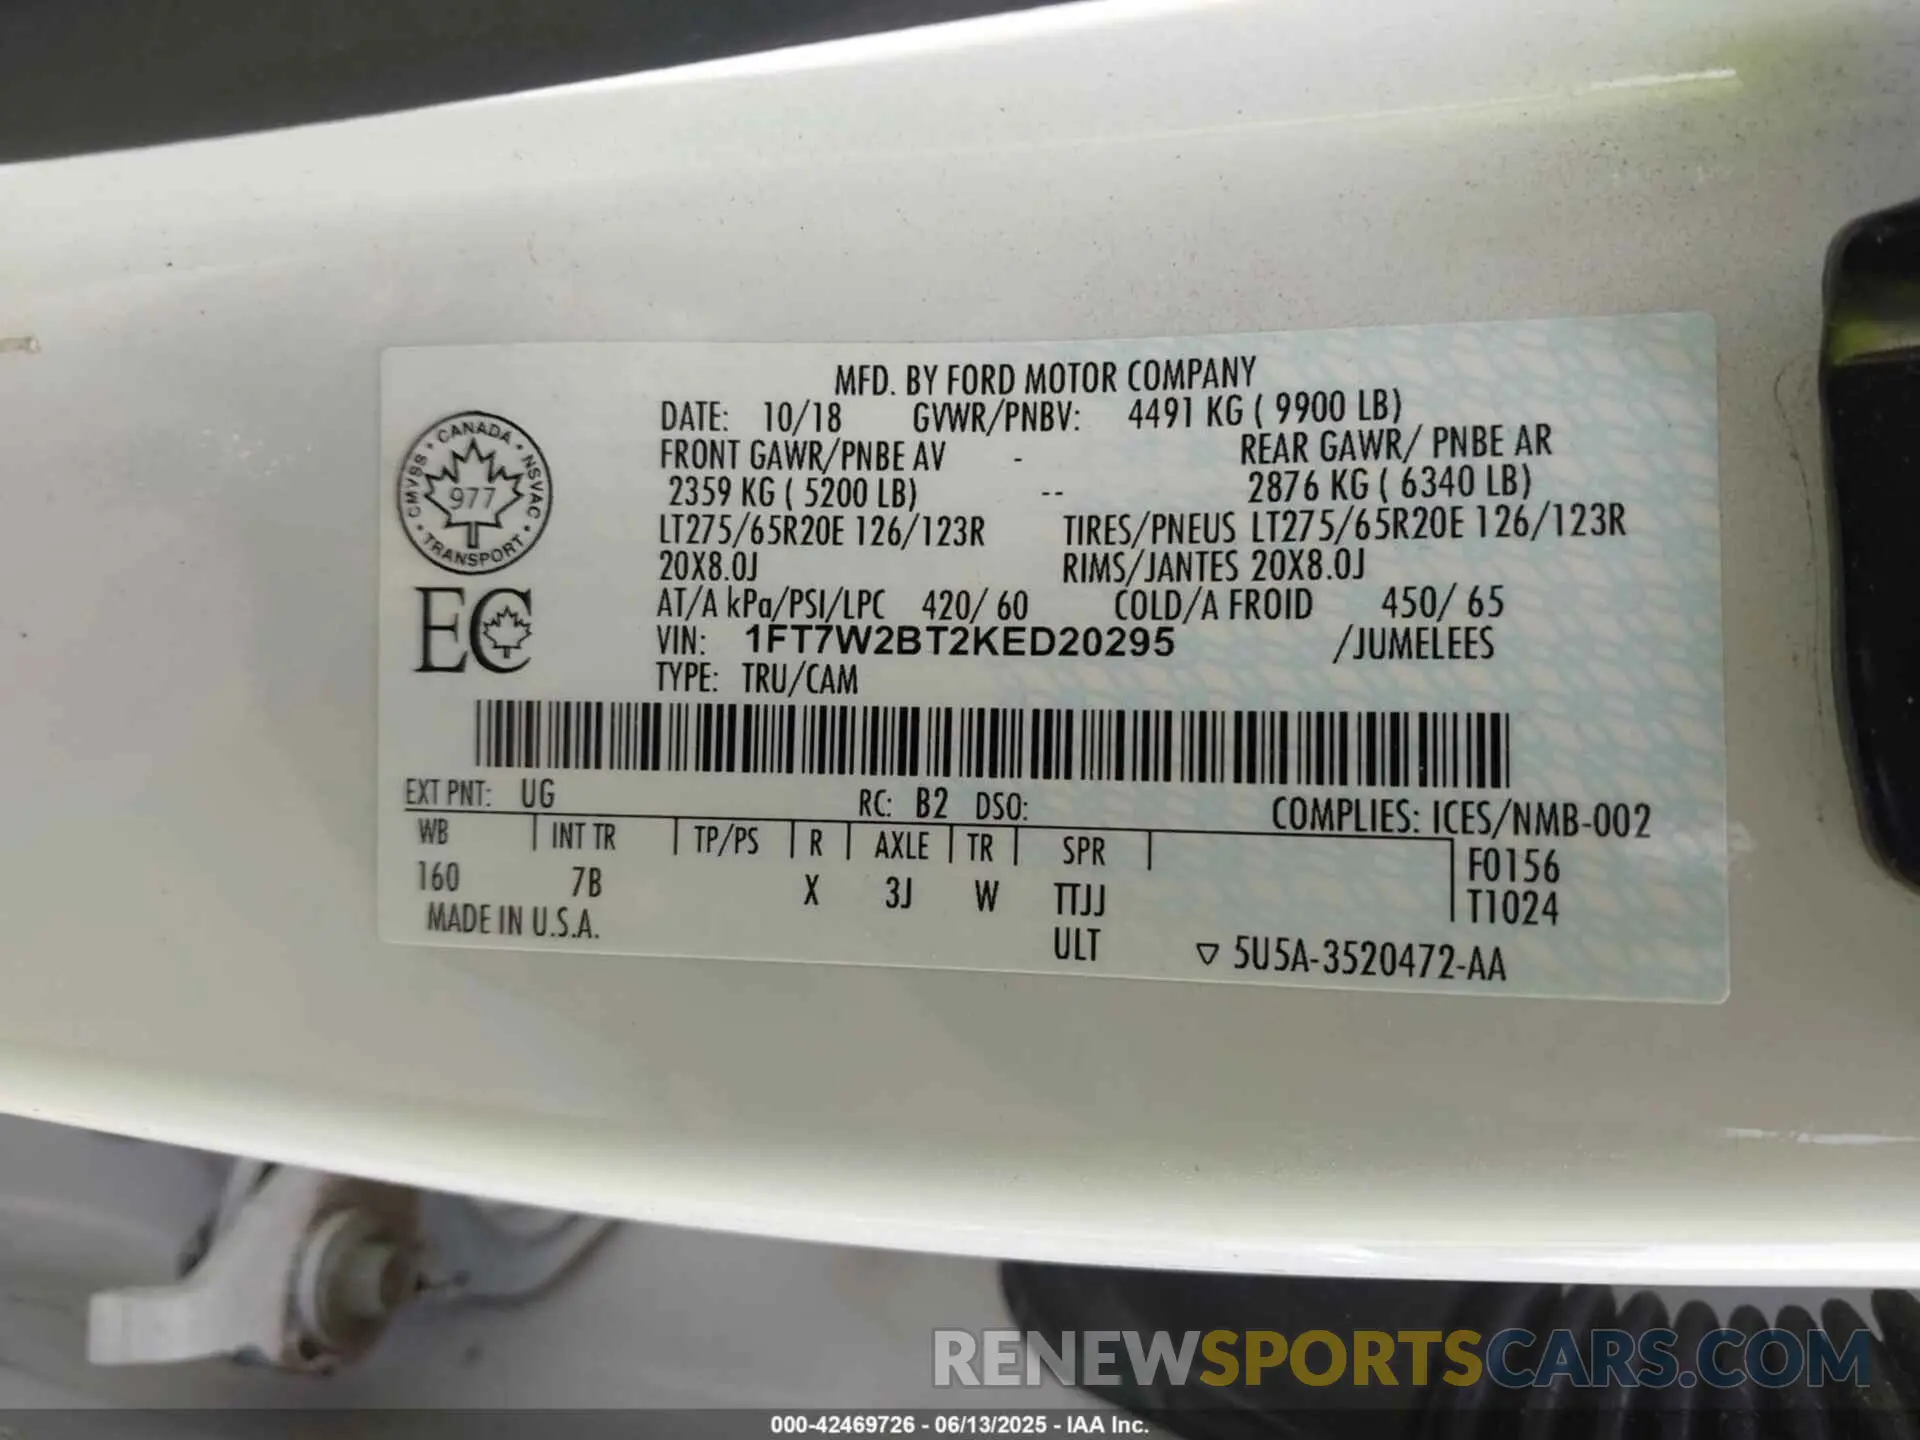 MFD. BY FORD MOTOR COMPANY
DATE: 10/18 GVWR/PNBV: 4491 KG ( 9900 LB)
FRONT GAWR/PNBE AV - REAR GAWR/ PNBE AR
2359 KG ( 5200 LB) -- 2876 KG ( 6340 LB)
LT275/65R20E 126/123R TIRES/PNEUS LT275/65R20E 126/123R
20X8.0J RIMS/JANTES 20X8.0J
AT/A kPa/PSI/LPC 420/ 60 COLD/A FROID 450/ 65
VIN: 1FT7W2BT2KED20295 /JUMELEES
TYPE: TRU/CAM
CANADA · NSVAC · TRANSPORT · CMVSS ·
977
EC
EXT PNT: UG RC: B2 DSO: COMPLIES: ICES/NMB-002
WB INT TR TP/PS R AXLE TR SPR F0156
160 7B X 3J W TTJJ T1024
MADE IN U.S.A. ULT ▽ 5U5A-3520472-AA
RENEWSPORTSCARS.COM
000-42469726 - 06/13/2025 - IAA Inc.